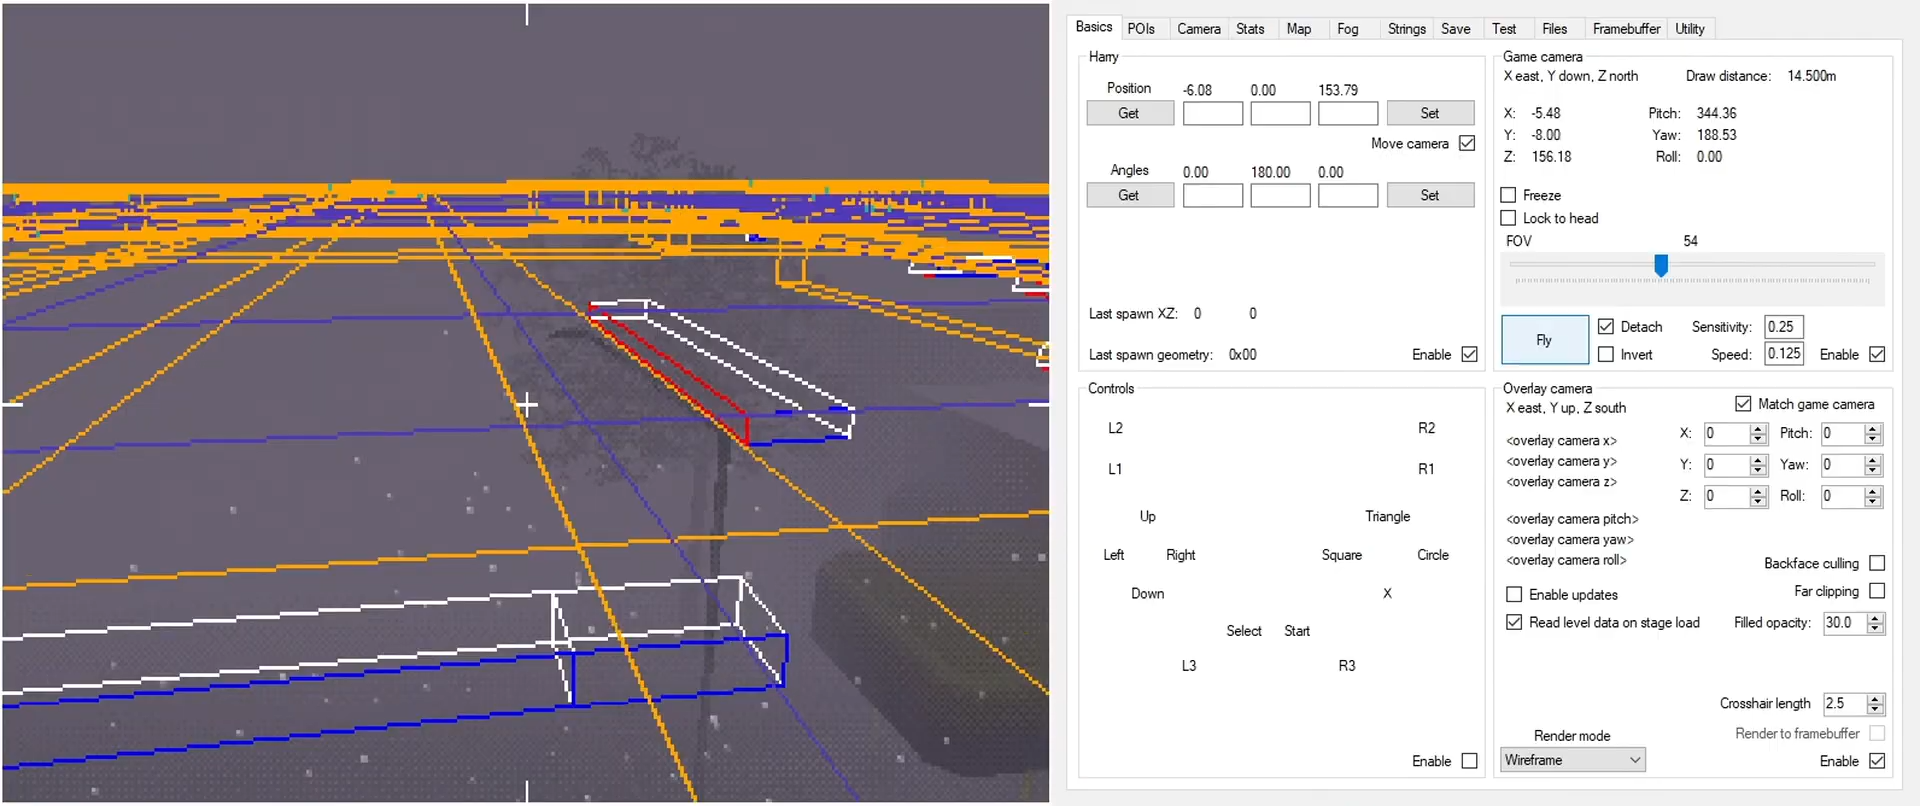 Basics POIs Camera Stats Map Fog Strings Save Test Files Framebuffer Utility
Harry
Position -6.08 0.00 153.79
Get Set
Move camera
Angles 0.00 180.00 0.00
Get Set
Last spawn XZ: 0 0
Last spawn geometry: 0x00 Enable
Game camera
X east, Y down, Z north Draw distance: 14.500m
X: -5.48 Pitch: 344.36
Y: -8.00 Yaw: 188.53
Z: 156.18 Roll: 0.00
Freeze
Lock to head
FOV 54
Fly Detach Sensitivity: 0.25
Invert Speed: 0.125 Enable
Controls
L2 R2
L1 R1
Up Triangle
Left Right Square Circle
Down X
Select Start
L3 R3
Enable
Overlay camera
X east, Y up, Z south Match game camera
<overlay camera x> X: 0 Pitch: 0
<overlay camera y> Y: 0 Yaw: 0
<overlay camera z> Z: 0 Roll: 0
<overlay camera pitch>
<overlay camera yaw>
<overlay camera roll> Backface culling
Enable updates Far clipping
Read level data on stage load Filled opacity: 30.0
Crosshair length 2.5
Render mode Render to framebuffer
Wireframe Enable